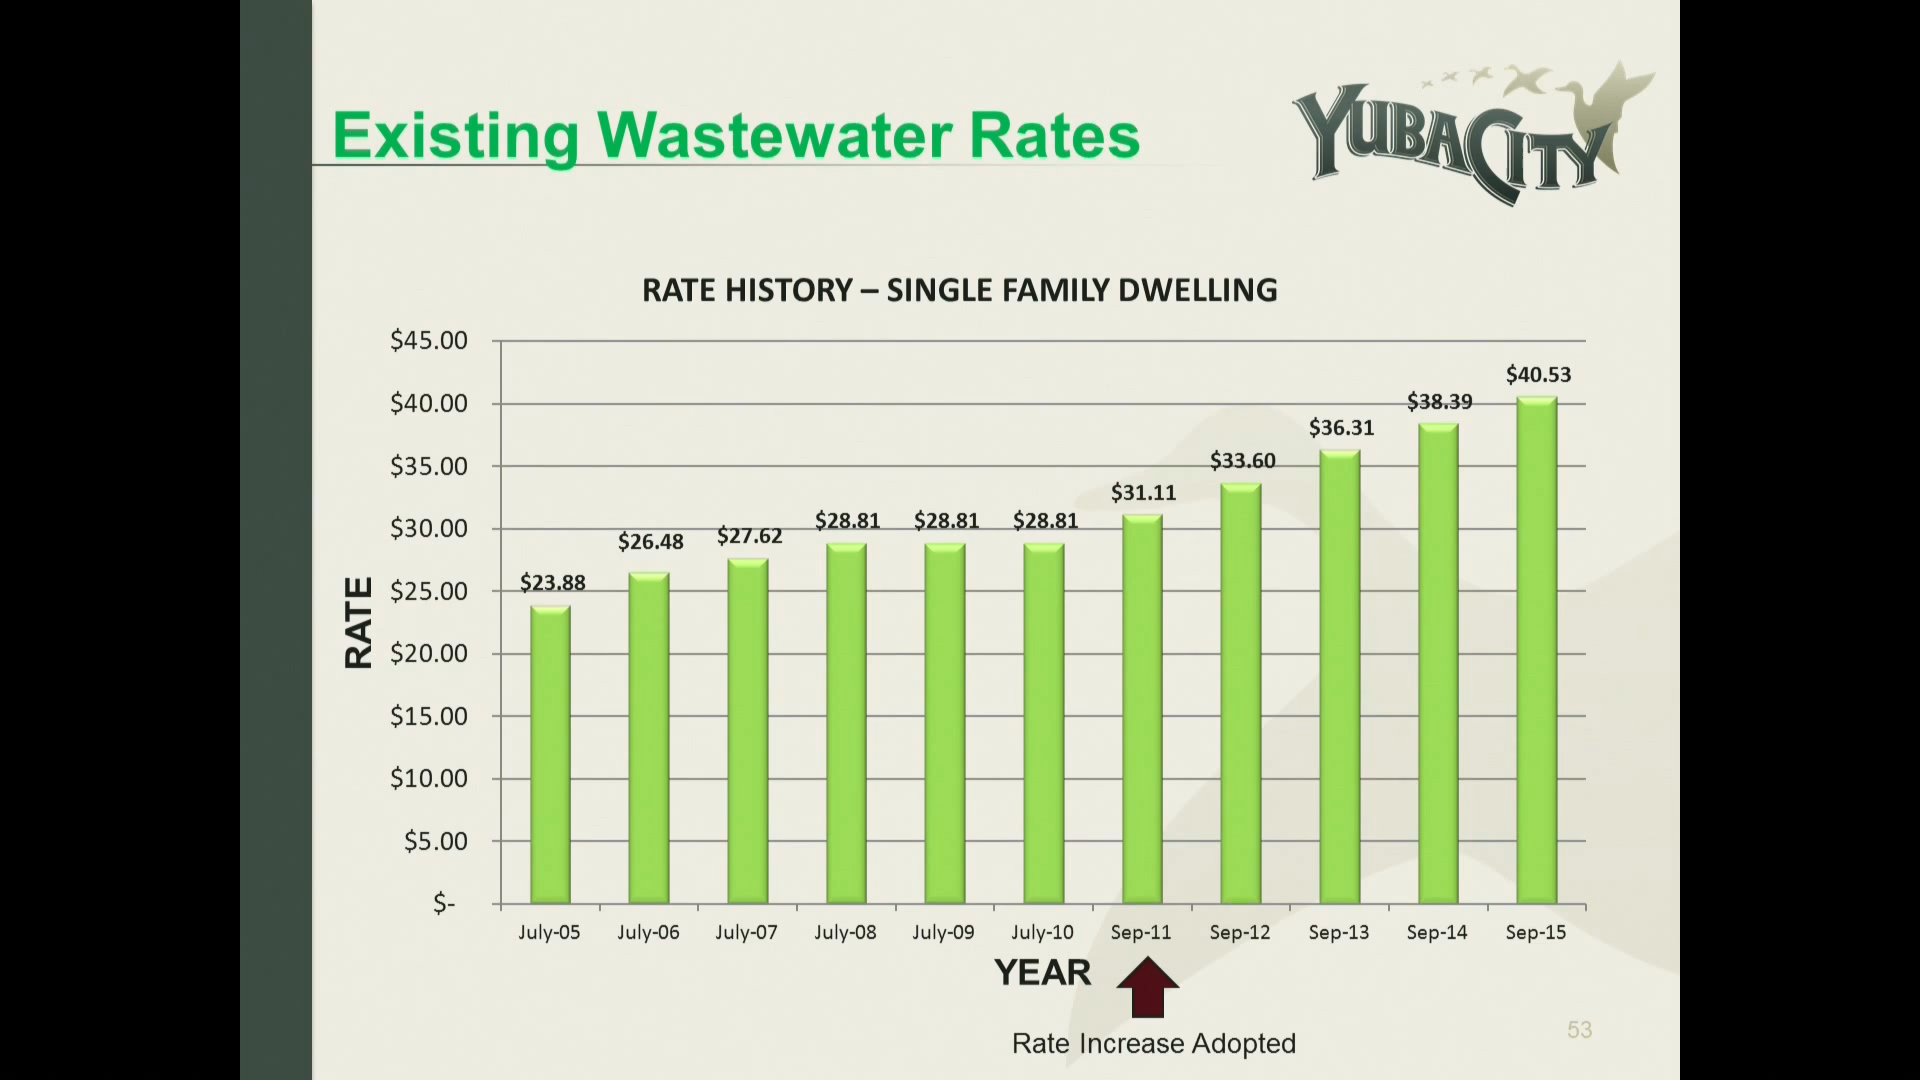 Existing Wastewater Rates
YUBA CITY
RATE HISTORY – SINGLE FAMILY DWELLING
$45.00
$40.00
$35.00
$30.00
$25.00
$20.00
$15.00
$10.00
$5.00
$-
RATE
$23.88
$26.48
$27.62
$28.81
$28.81
$28.81
$31.11
$33.60
$36.31
$38.39
$40.53
July-05
July-06
July-07
July-08
July-09
July-10
Sep-11
Sep-12
Sep-13
Sep-14
Sep-15
YEAR
Rate Increase Adopted
53